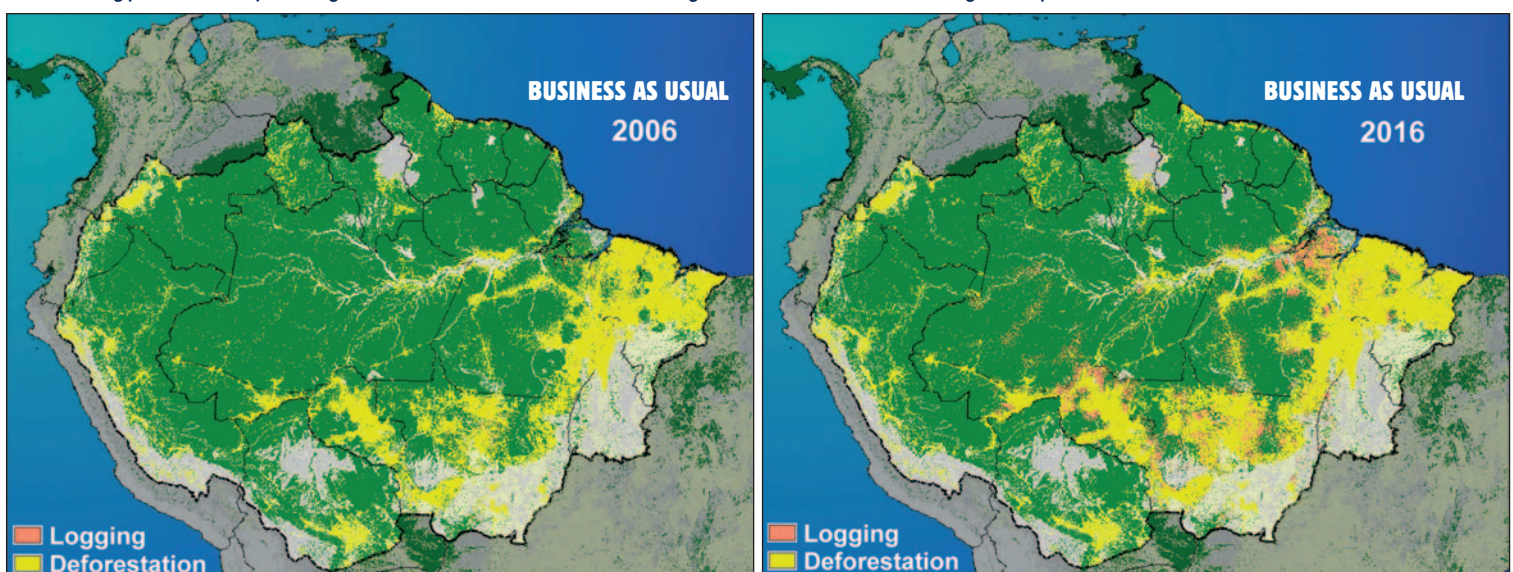 BUSINESS AS USUAL
2006
Logging
Deforestation
BUSINESS AS USUAL
2016
Logging
Deforestation